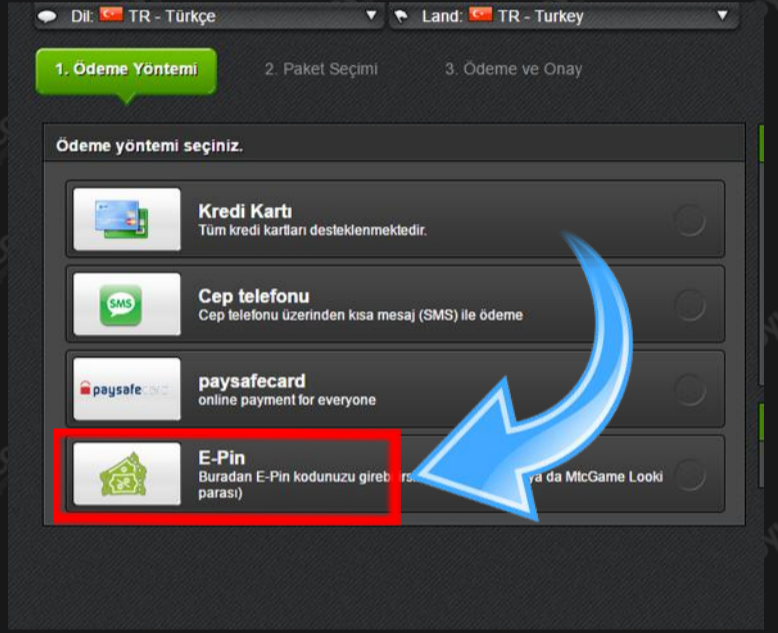 Dil: TR - Türkçe
Land: TR - Turkey
1. Ödeme Yöntemi
2. Paket Seçimi
3. Ödeme ve Onay
Ödeme yöntemi seçiniz.
Kredi Kartı
Tüm kredi kartları desteklenmektedir.
SMS
Cep telefonu
Cep telefonu üzerinden kısa mesaj (SMS) ile ödeme
paysafecard
paysafecard
online payment for everyone
E-Pin
Buradan E-Pin kodunuzu ya da MtcGame Looki
parası)